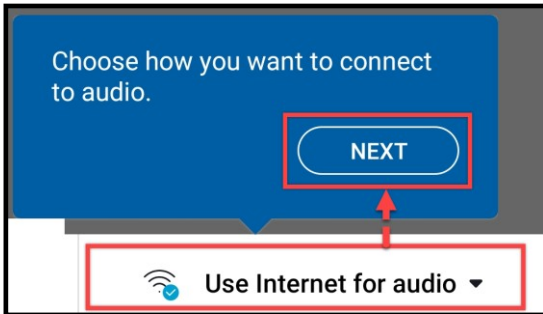 Choose how you want to connect
to audio.
NEXT
Use Internet for audio